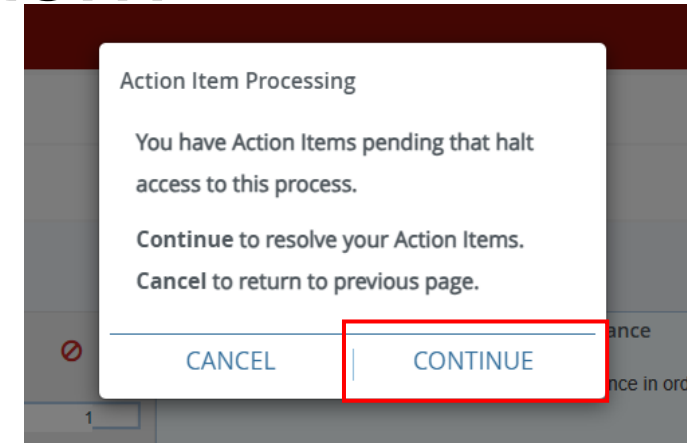 Action Item Processing
You have Action Items pending that halt
access to this process.
Continue to resolve your Action Items.
Cancel to return to previous page.
ance
CANCEL
CONTINUE
nce in ord
1